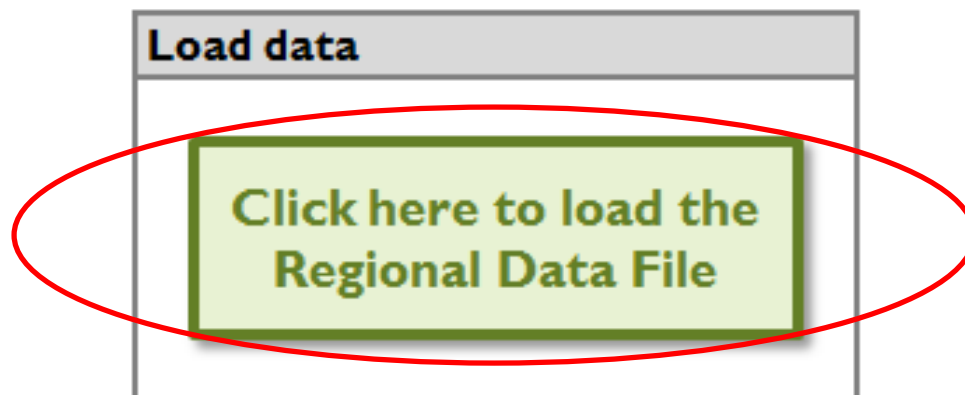 Load data
Click here to load the
Regional Data File